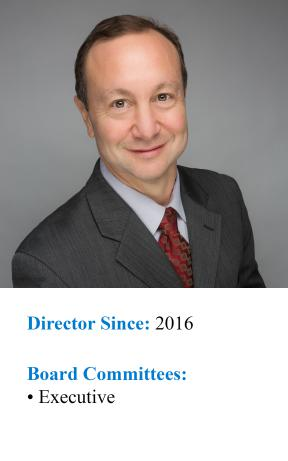 Director Since: 2016
Board Committees:
• Executive